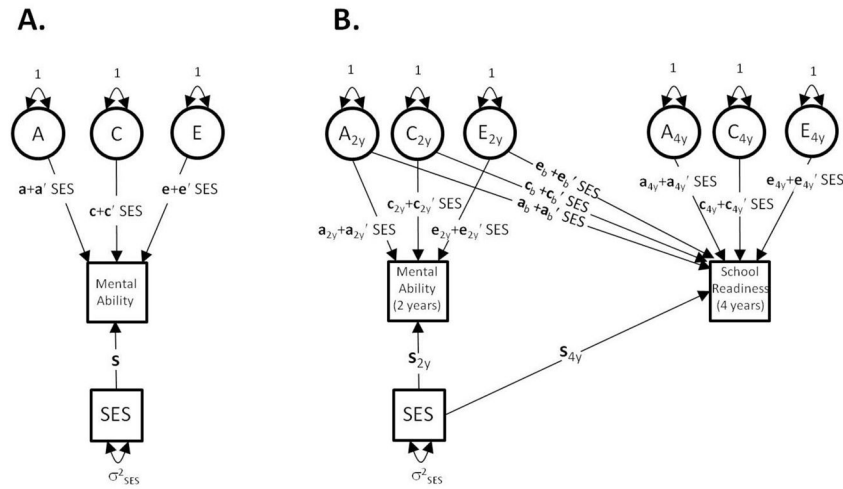 A.
B.
1 1 1
A C E
a+a′ SES
c+c′ SES
e+e′ SES
Mental
Ability
S
SES
σ²SES
1 1 1
A2y C2y E2y
a2y+a2y′ SES
c2y+c2y′ SES
e2y+e2y′ SES
eb+eb′ SES
cb+cb′ SES
ab+ab′ SES
Mental
Ability
(2 years)
S2y
S4y
SES
σ²SES
1 1 1
A4y C4y E4y
a4y+a4y′ SES
c4y+c4y′ SES
e4y+e4y′ SES
School
Readiness
(4 years)